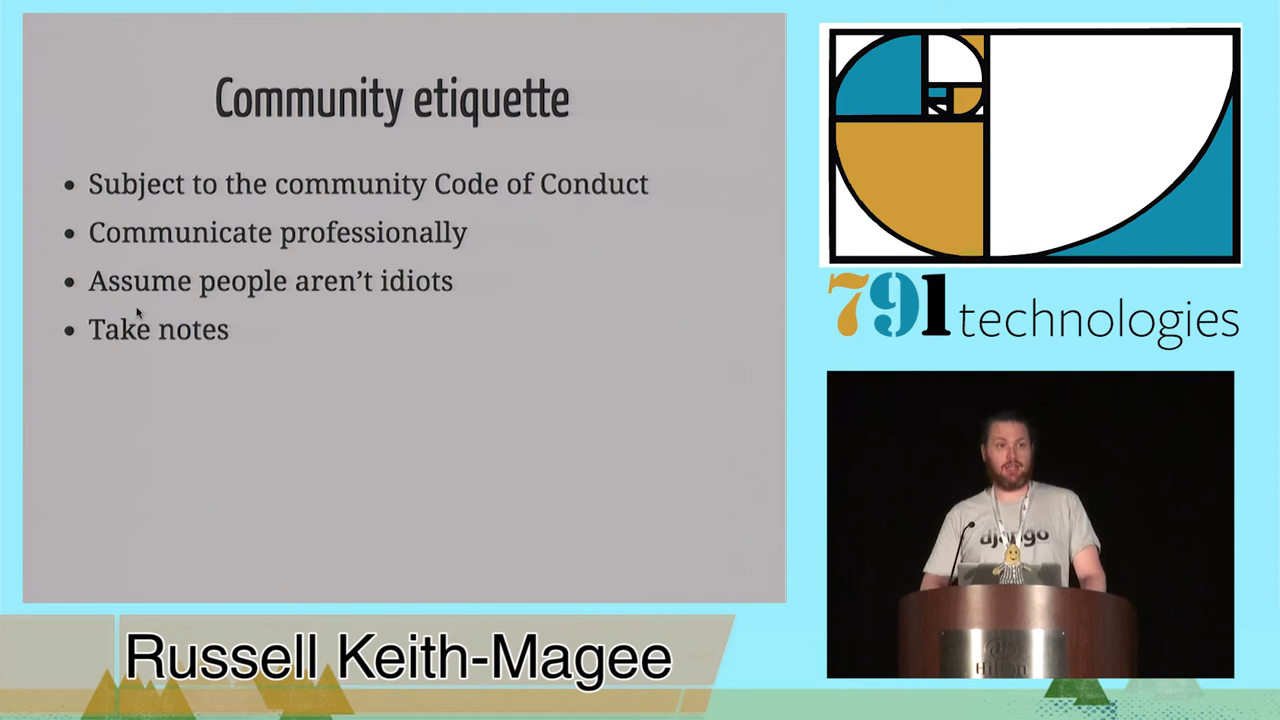 Community etiquette
• Subject to the community Code of Conduct
• Communicate professionally
• Assume people aren’t idiots
• Take notes
791 technologies
django
Hilton
Russell Keith-Magee